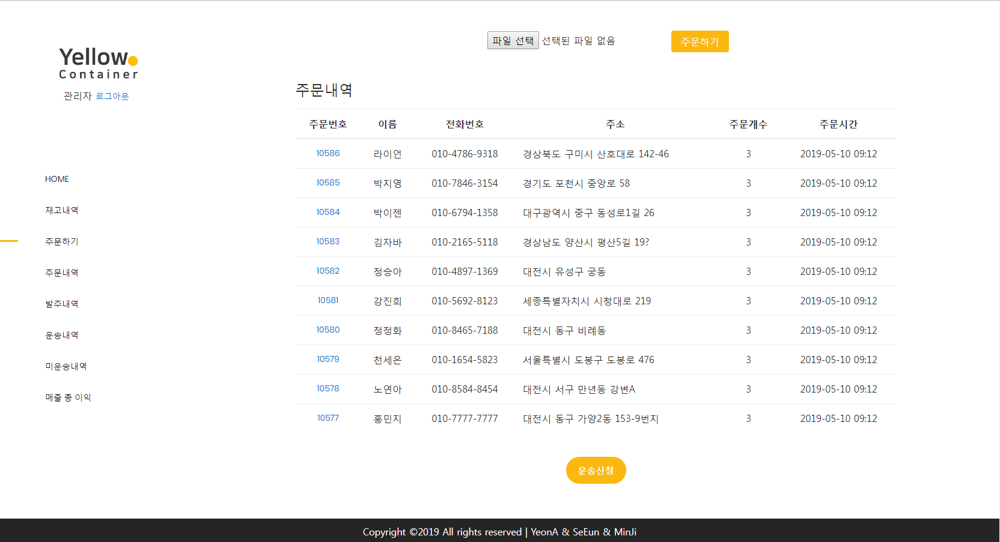 파일 선택 선택된 파일 없음 주문하기
Yellow
Container
관리자 로그아웃
HOME
재고내역
주문하기
주문내역
발주내역
운송내역
미운송내역
매출 총 이익
주문내역
주문번호 이름 전화번호 주소 주문개수 주문시간
10586 라이언 010-4786-9318 경상북도 구미시 산호대로 142-46 3 2019-05-10 09:12
10585 박지영 010-7846-3154 경기도 포천시 중앙로 58 3 2019-05-10 09:12
10584 박이젠 010-6794-1358 대구광역시 중구 동성로1길 26 3 2019-05-10 09:12
10583 김자바 010-2165-5118 경상남도 양산시 평산5길 19? 3 2019-05-10 09:12
10582 정승아 010-4897-1369 대전시 유성구 궁동 3 2019-05-10 09:12
10581 강진희 010-5692-8123 세종특별자치시 시청대로 219 3 2019-05-10 09:12
10580 정정화 010-8465-7188 대전시 동구 비례동 3 2019-05-10 09:12
10579 천세은 010-1654-5823 서울특별시 도봉구 도봉로 476 3 2019-05-10 09:12
10578 노연아 010-8584-8454 대전시 서구 만년동 강변A 3 2019-05-10 09:12
10577 홍민지 010-7777-7777 대전시 동구 가양2동 153-9번지 3 2019-05-10 09:12
운송신청
Copyright ©2019 All rights reserved | YeonA & SeEun & MinJi